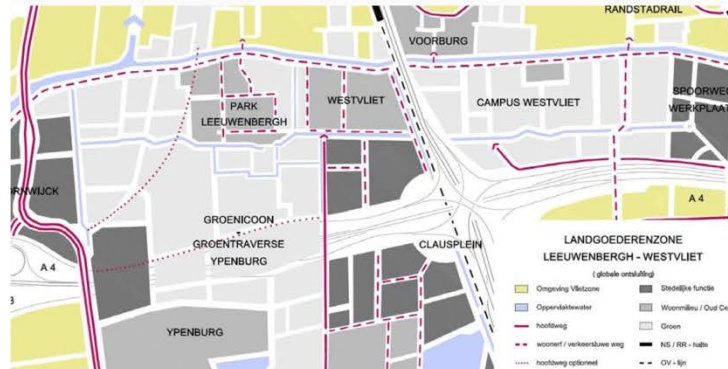 RANDSTADRAIL
VOORBURG
PARK
LEEUWENBERGH
WESTVLIET
CAMPUS WESTVLIET
SPOORWEG
WERKPLAAT
ORNWIJCK
GROENICOON
GROENTRAVERSE
YPENBURG
CLAUSPLEIN
A 4
A 4
YPENBURG
LANDGOEDERENZONE
LEEUWENBERGH - WESTVLIET
( globale ontsluiting)
Omgeving Vlietzone
Stedelijke functie
Oppervlaktewater
Woonmilieu / Oud Ce
hoofdweg
Groen
woonerf / verkeersluwe weg
NS / RR - halte
hoofdweg optioneel
OV - lijn